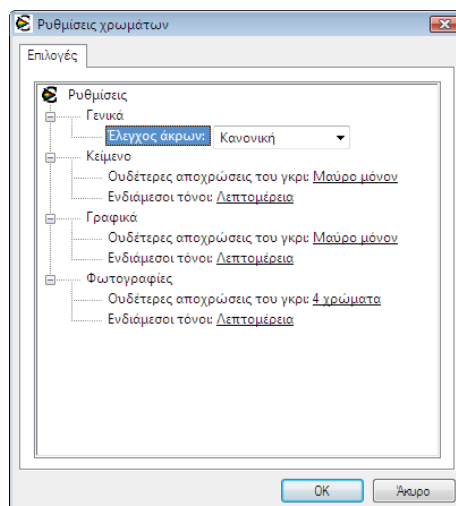 Ρυθμίσεις χρωμάτων
Επιλογές
Ρυθμίσεις
Γενικά
Έλεγχος άκρων: Κανονική
Κείμενο
Ουδέτερες αποχρώσεις του γκρι: Μαύρο μόνον
Ενδιάμεσοι τόνοι: Λεπτομέρεια
Γραφικά
Ουδέτερες αποχρώσεις του γκρι: Μαύρο μόνον
Ενδιάμεσοι τόνοι: Λεπτομέρεια
Φωτογραφίες
Ουδέτερες αποχρώσεις του γκρι: 4 χρώματα
Ενδιάμεσοι τόνοι: Λεπτομέρεια
OK Άκυρο